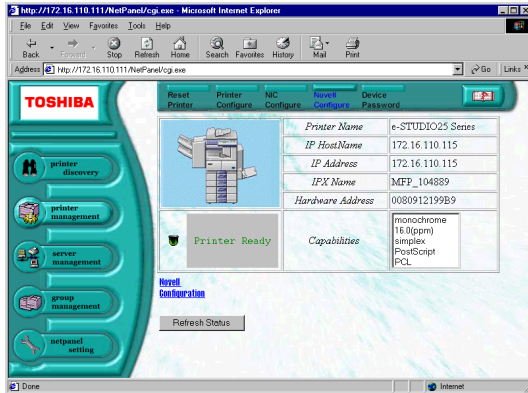 http://172.16.110.111/NetPanel/cgi.exe - Microsoft Internet Explorer
File Edit View Favorites Tools Help
Back Forward Stop Refresh Home Search Favorites History Mail Print
Address http://172.16.110.111/NetPanel/cgi.exe Go Links
TOSHIBA
Reset Printer
Printer Configure
NIC Configure
Novell Configure
Device Password
printer discovery
printer management
server management
group management
netpanel setting
Printer Name e-STUDIO25 Series
IP HostName 172.16.110.115
IP Address 172.16.110.115
IPX Name MFP_104889
Hardware Address 0080912199B9
Printer Ready
Capabilities
monochrome
16.0(ppm)
simplex
PostScript
PCL
Novell
Configuration
Refresh Status
Done Internet